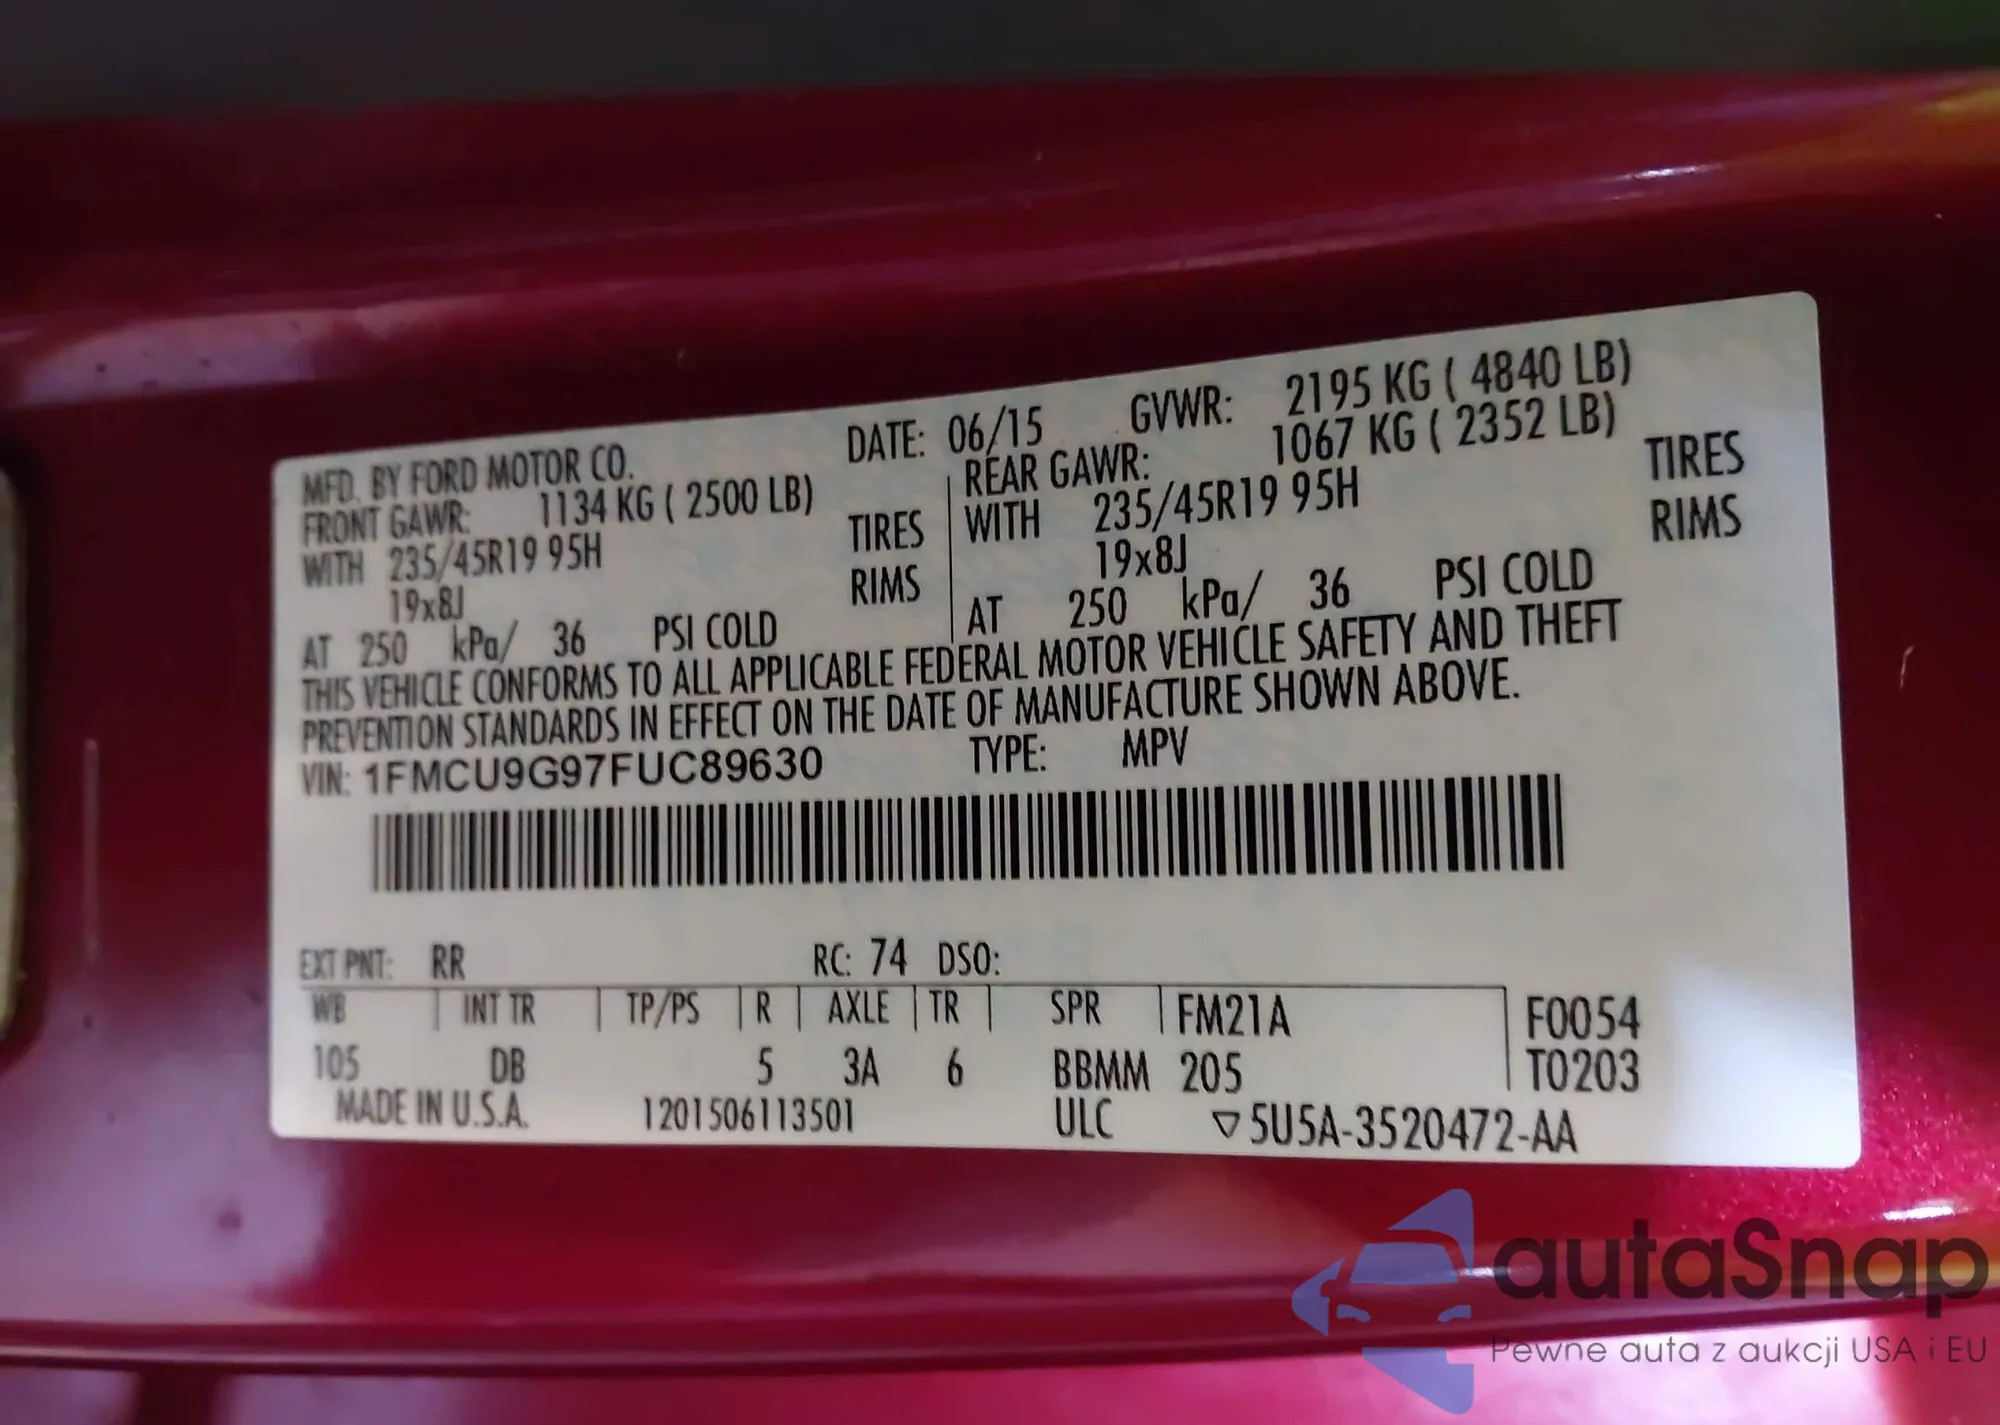 MFD. BY FORD MOTOR CO. DATE: 06/15 GVWR: 2195 KG ( 4840 LB)
FRONT GAWR: 1134 KG ( 2500 LB) REAR GAWR: 1067 KG ( 2352 LB)
WITH 235/45R19 95H TIRES WITH 235/45R19 95H TIRES
19x8J RIMS 19x8J RIMS
AT 250 kPa/ 36 PSI COLD AT 250 kPa/ 36 PSI COLD
THIS VEHICLE CONFORMS TO ALL APPLICABLE FEDERAL MOTOR VEHICLE SAFETY AND THEFT
PREVENTION STANDARDS IN EFFECT ON THE DATE OF MANUFACTURE SHOWN ABOVE.
VIN: 1FMCU9G97FUC89630 TYPE: MPV
EXT PNT: RR RC: 74 DSO:
WB INT TR TP/PS R AXLE TR SPR FM21A F0054
105 DB 5 3A 6 BBMM 205 T0203
MADE IN U.S.A. 1201506113501 ULC ▽5U5A-3520472-AA
autaSnap
Pewne auta z aukcji USA i EU